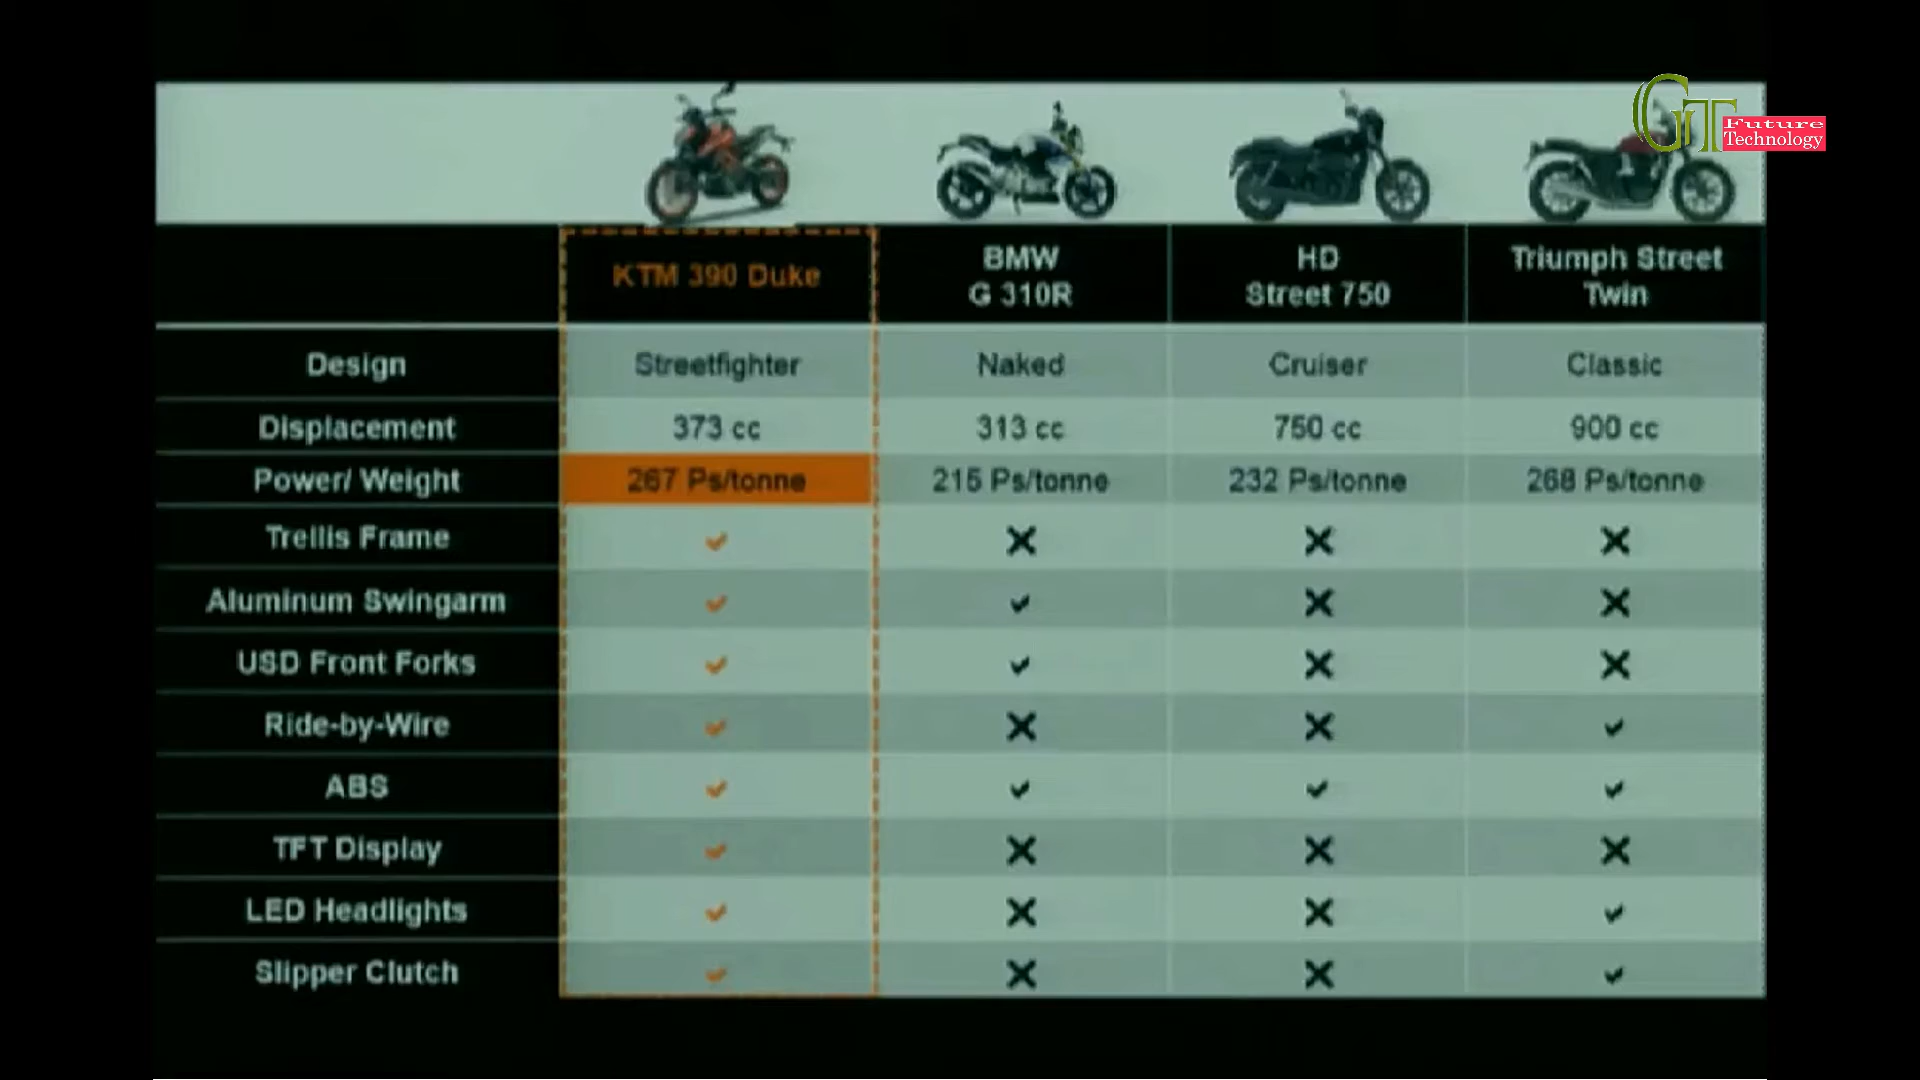 GT Future
Technology
KTM 390 Duke
BMW
G 310R
HD
Street 750
Triumph Street
Twin
Design Streetfighter Naked Cruiser Classic
Displacement 373 cc 313 cc 750 cc 900 cc
Power/ Weight 267 Ps/tonne 215 Ps/tonne 232 Ps/tonne 268 Ps/tonne
Trellis Frame
Aluminum Swingarm
USD Front Forks
Ride-by-Wire
ABS
TFT Display
LED Headlights
Slipper Clutch